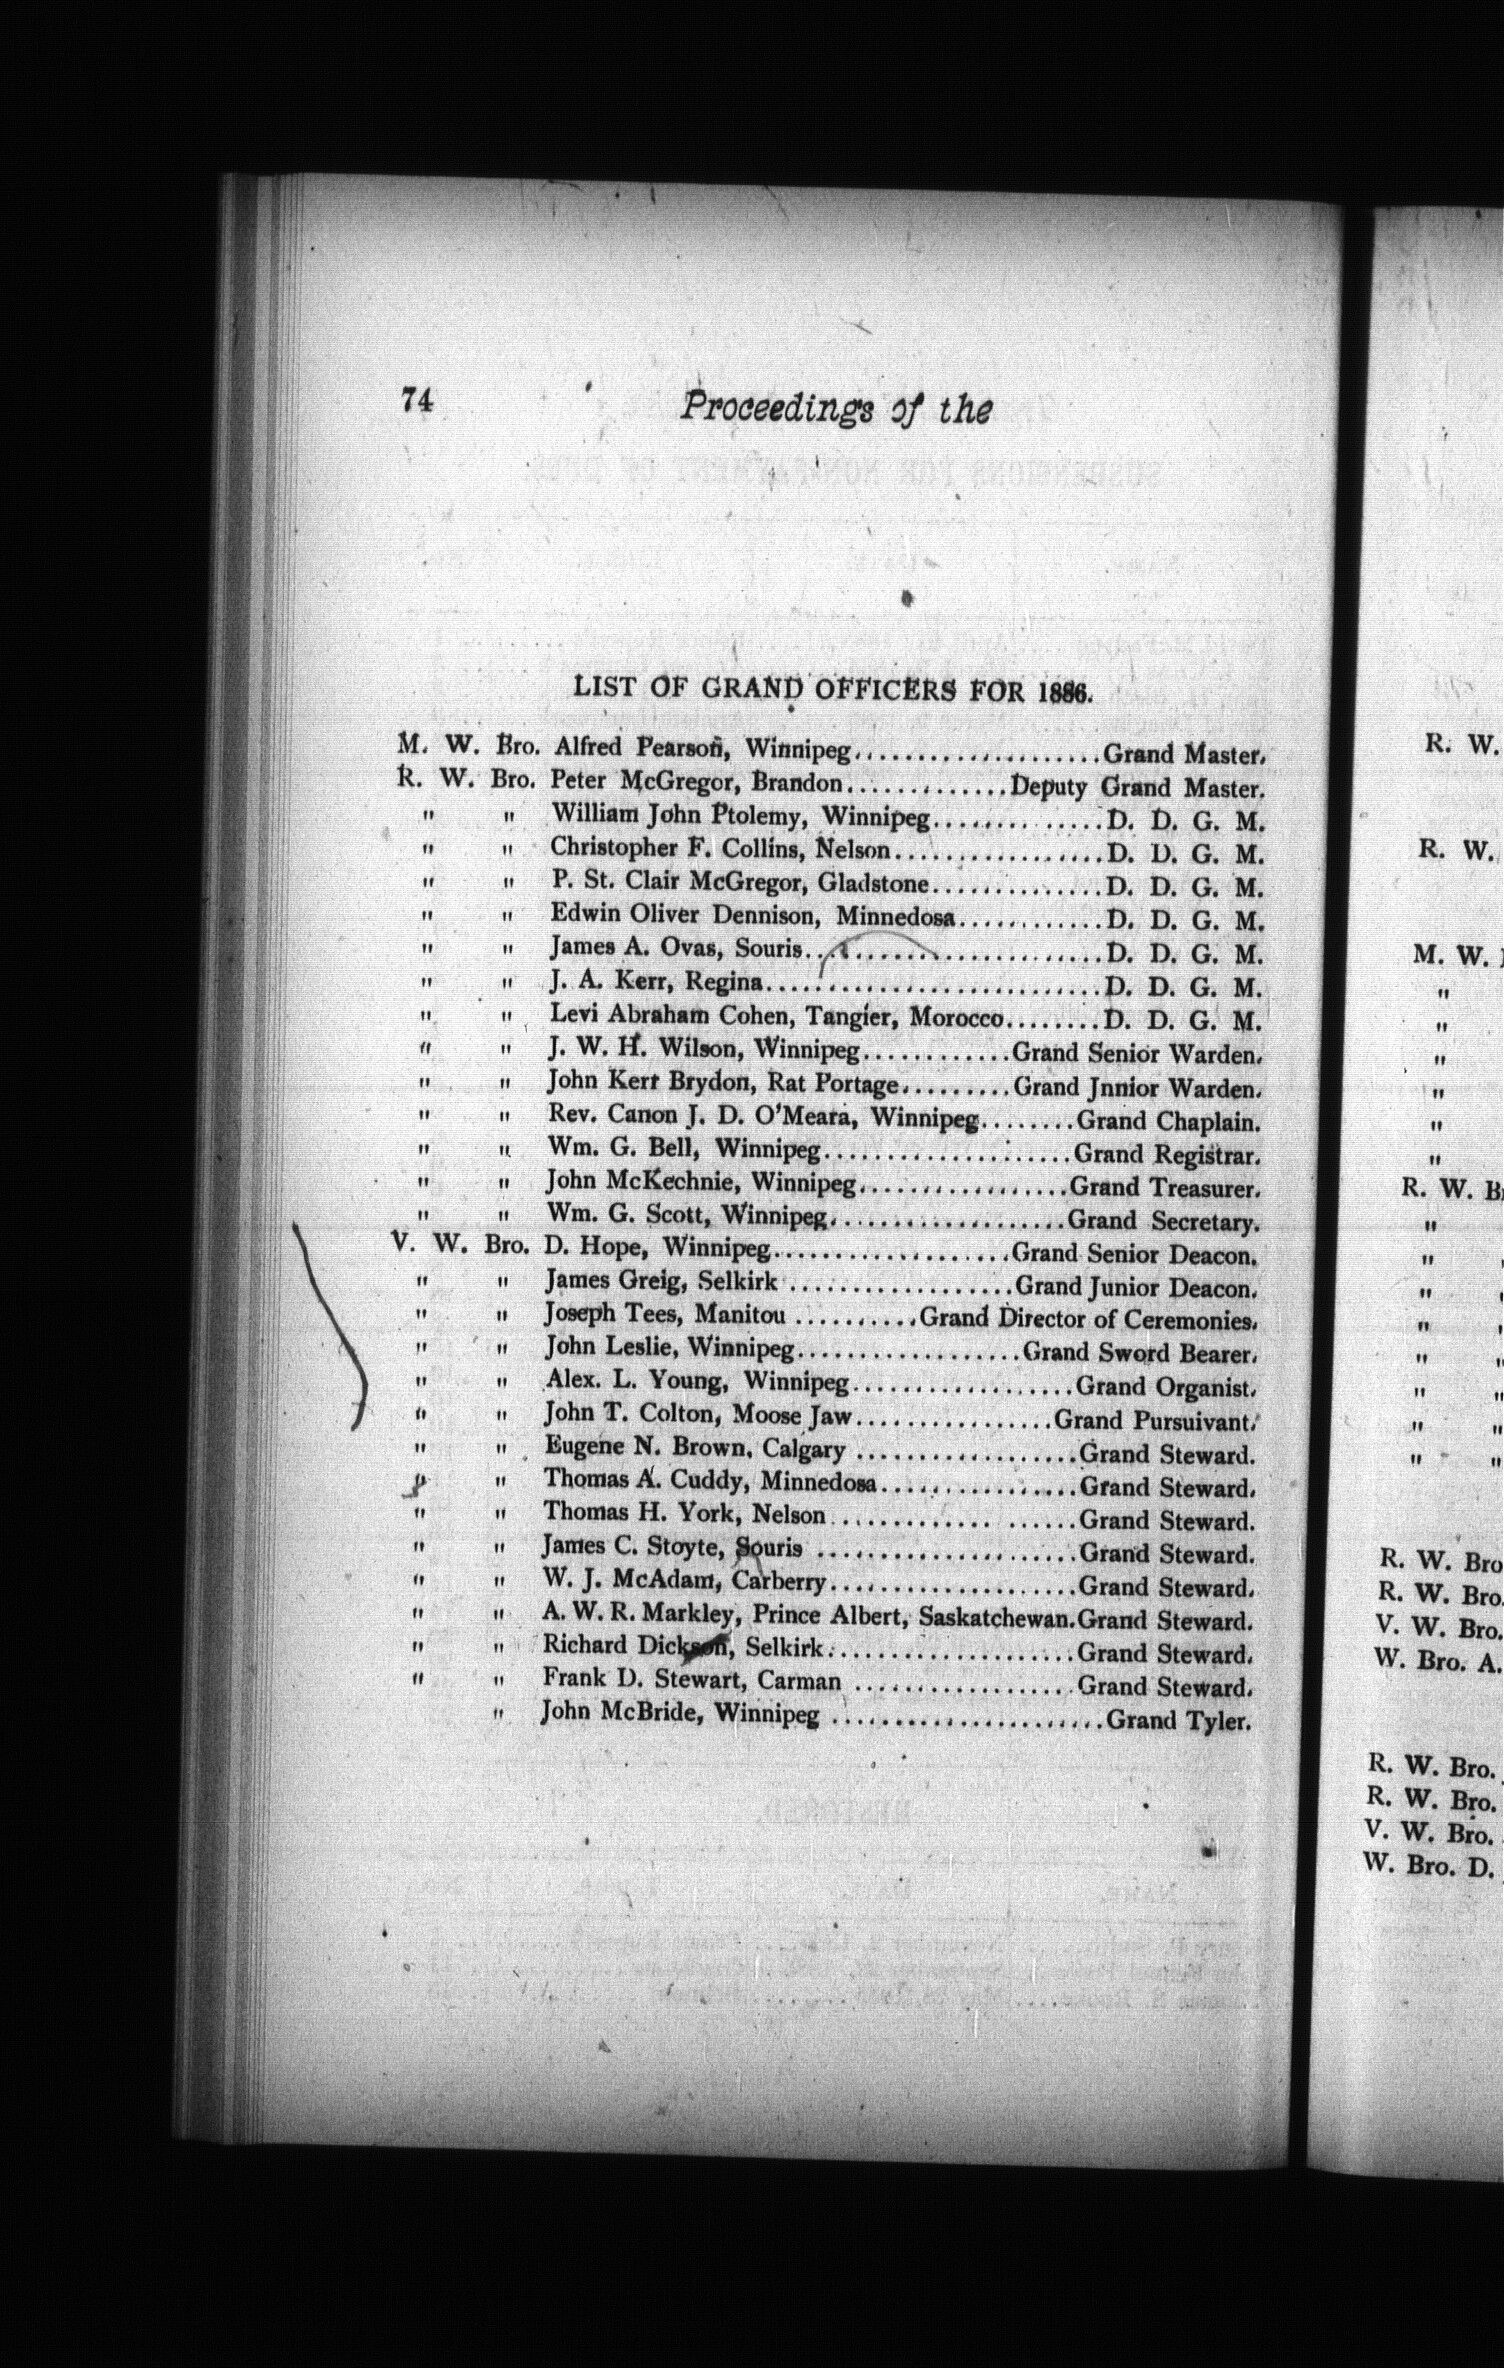 74
Proceedings of the
LIST OF GRAND OFFICERS FOR 1886.
M. W. Bro. Alfred Pearson, Winnipeg....................Grand Master.
R. W. Bro. Peter McGregor, Brandon.............Deputy Grand Master.
" " William John Ptolemy, Winnipeg..............D. D. G. M.
" " Christopher F. Collins, Nelson.................D. D. G. M.
" " P. St. Clair McGregor, Gladstone..............D. D. G. M.
" " Edwin Oliver Dennison, Minnedosa............D. D. G. M.
" " James A. Ovas, Souris........................D. D. G. M.
" " J. A. Kerr, Regina...........................D. D. G. M.
" " Levi Abraham Cohen, Tangier, Morocco........D. D. G. M.
" " J. W. H. Wilson, Winnipeg............Grand Senior Warden.
" " John Kerr Brydon, Rat Portage.........Grand Jnnior Warden.
" " Rev. Canon J. D. O'Meara, Winnipeg........Grand Chaplain.
" " Wm. G. Bell, Winnipeg....................Grand Registrar.
" " John McKechnie, Winnipeg.................Grand Treasurer.
" " Wm. G. Scott, Winnipeg...................Grand Secretary.
V. W. Bro. D. Hope, Winnipeg...................Grand Senior Deacon.
" " James Greig, Selkirk ..................Grand Junior Deacon.
" " Joseph Tees, Manitou ..........Grand Director of Ceremonies.
" " John Leslie, Winnipeg..................Grand Sword Bearer.
" " Alex. L. Young, Winnipeg..................Grand Organist.
" " John T. Colton, Moose Jaw................Grand Pursuivant.
" " Eugene N. Brown. Calgary ..................Grand Steward.
" " Thomas A. Cuddy, Minnedosa................Grand Steward.
" " Thomas H. York, Nelson ...................Grand Steward.
" " James C. Stoyte, Souris .....................Grand Steward.
" " W. J. McAdam, Carberry....................Grand Steward.
" " A. W. R. Markley, Prince Albert, Saskatchewan.Grand Steward.
" " Richard Dickson, Selkirk....................Grand Steward.
" " Frank D. Stewart, Carman ..................Grand Steward.
" John McBride, Winnipeg ......................Grand Tyler.
R. W.
R. W.
M. W.
"
"
"
"
"
"
R. W.
"
"
"
"
"
"
"
"
R. W. Bro
R. W. Bro.
V. W. Bro.
W. Bro. A.
R. W. Bro.
R. W. Bro.
V. W. Bro.
W. Bro. D.